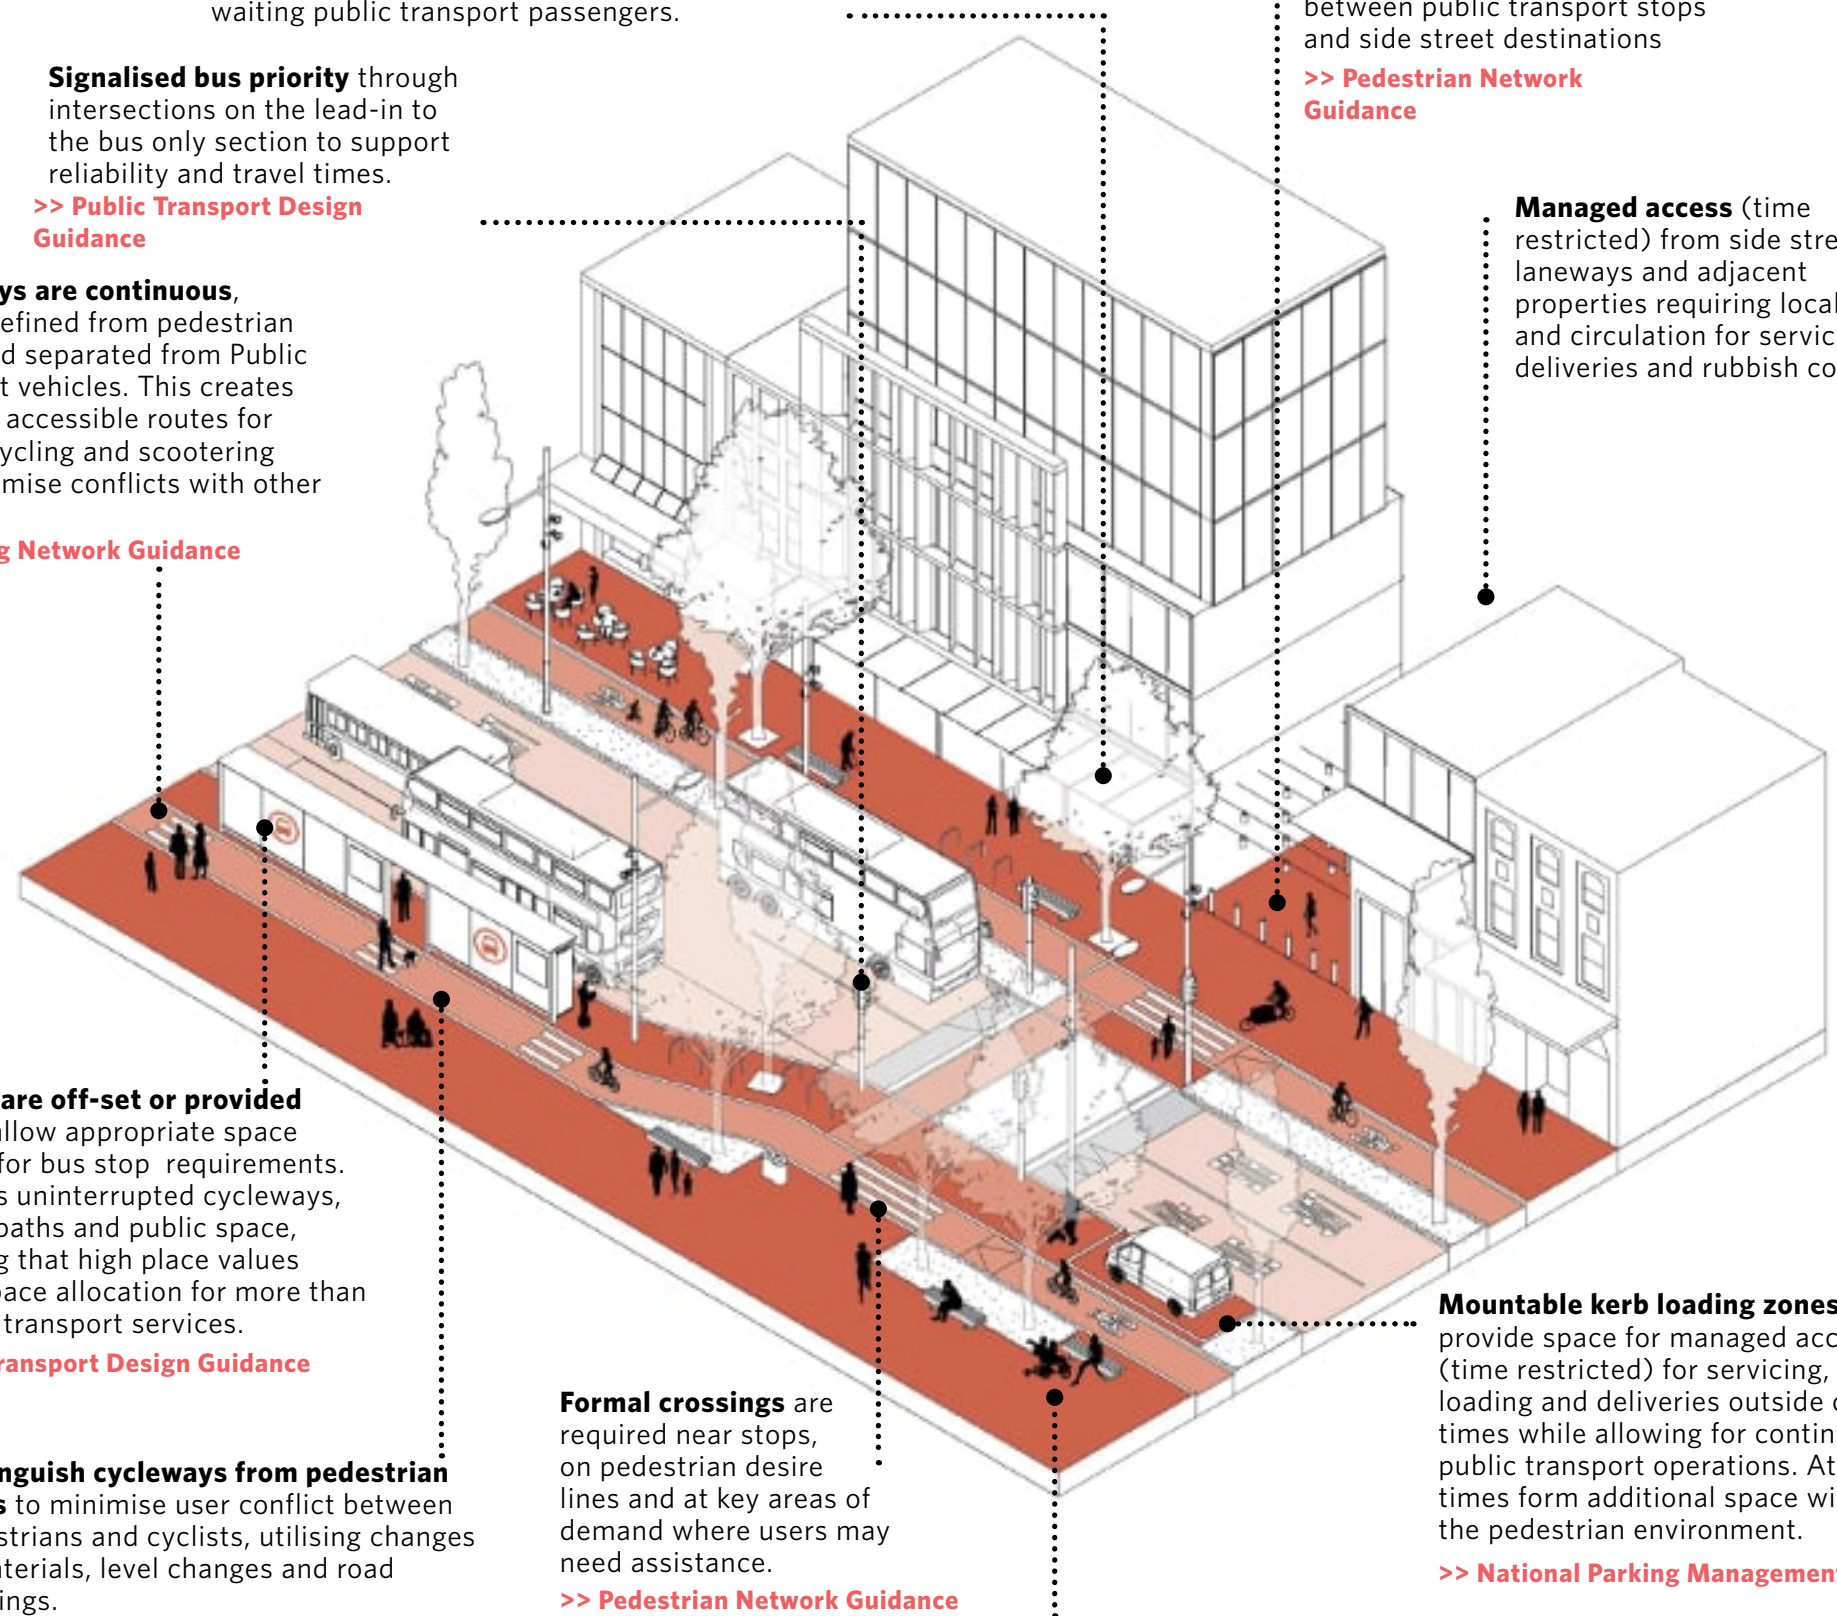 waiting public transport passengers.
between public transport stops
and side street destinations
>> Pedestrian Network
Guidance
Signalised bus priority through
intersections on the lead-in to
the bus only section to support
reliability and travel times.
>> Public Transport Design
Guidance
Managed access (time
restricted) from side stre
laneways and adjacent
properties requiring local
and circulation for servic
deliveries and rubbish co
ys are continuous,
efined from pedestrian
d separated from Public
t vehicles. This creates
accessible routes for
ycling and scootering
mise conflicts with other
g Network Guidance
are off-set or provided
allow appropriate space
for bus stop requirements.
s uninterrupted cycleways,
paths and public space,
g that high place values
pace allocation for more than
transport services.
ransport Design Guidance
nguish cycleways from pedestrian
s to minimise user conflict between
strians and cyclists, utilising changes
aterials, level changes and road
ings.
Formal crossings are
required near stops,
on pedestrian desire
lines and at key areas of
demand where users may
need assistance.
>> Pedestrian Network Guidance
Mountable kerb loading zones
provide space for managed acc
(time restricted) for servicing,
loading and deliveries outside o
times while allowing for contin
public transport operations. At
times form additional space wi
the pedestrian environment.
>> National Parking Management